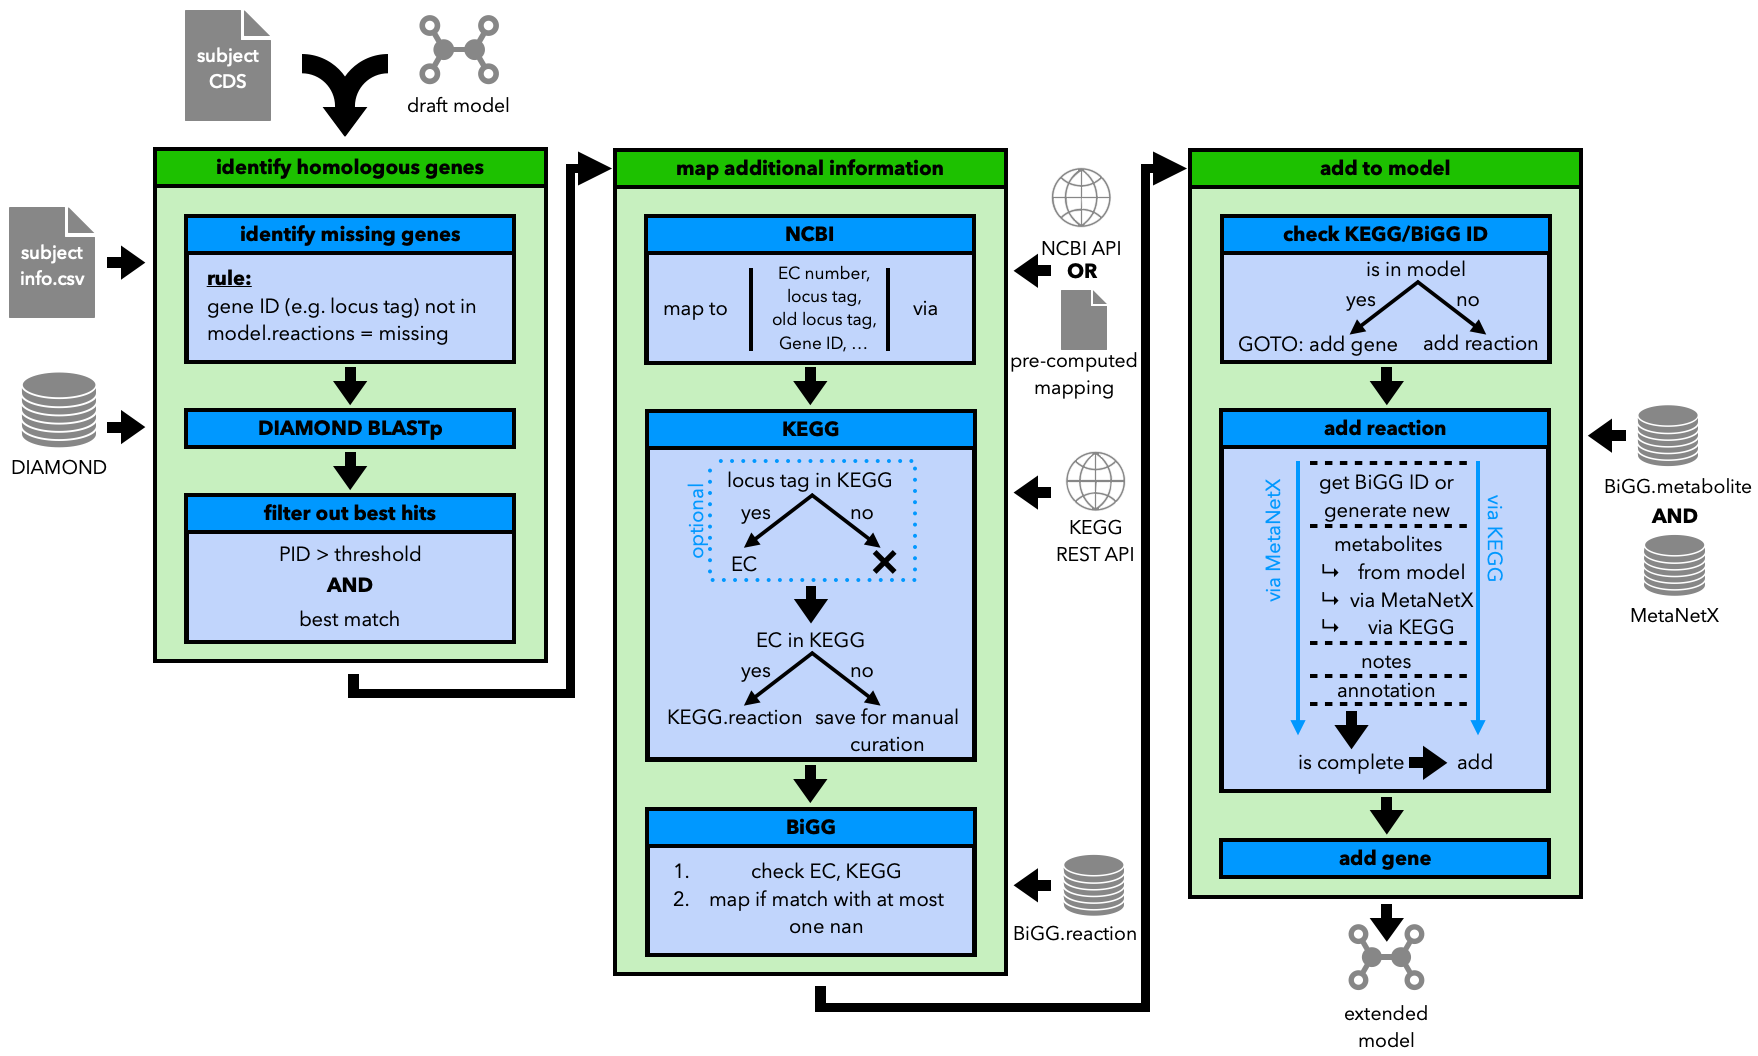 subject
CDS
draft model
identify homologous genes
subject
info.csv
identify missing genes
rule:
gene ID (e.g. locus tag) not in
model.reactions = missing
DIAMOND
DIAMOND BLASTp
filter out best hits
PID > threshold
AND
best match
map additional information
NCBI
map to
EC number,
locus tag,
old locus tag,
Gene ID, ...
via
NCBI API
OR
pre-computed
mapping
KEGG
optional
locus tag in KEGG
yes
no
EC
EC in KEGG
yes
no
KEGG.reaction
save for manual
curation
KEGG
REST API
BiGG
1. check EC, KEGG
2. map if match with at most
one nan
BiGG.reaction
add to model
check KEGG/BiGG ID
is in model
yes
no
GOTO: add gene
add reaction
add reaction
via MetaNetX
get BiGG ID or
generate new
metabolites
↳ from model
↳ via MetaNetX
↳ via KEGG
notes
annotation
via KEGG
is complete
add
BiGG.metabolite
AND
MetaNetX
add gene
extended
model